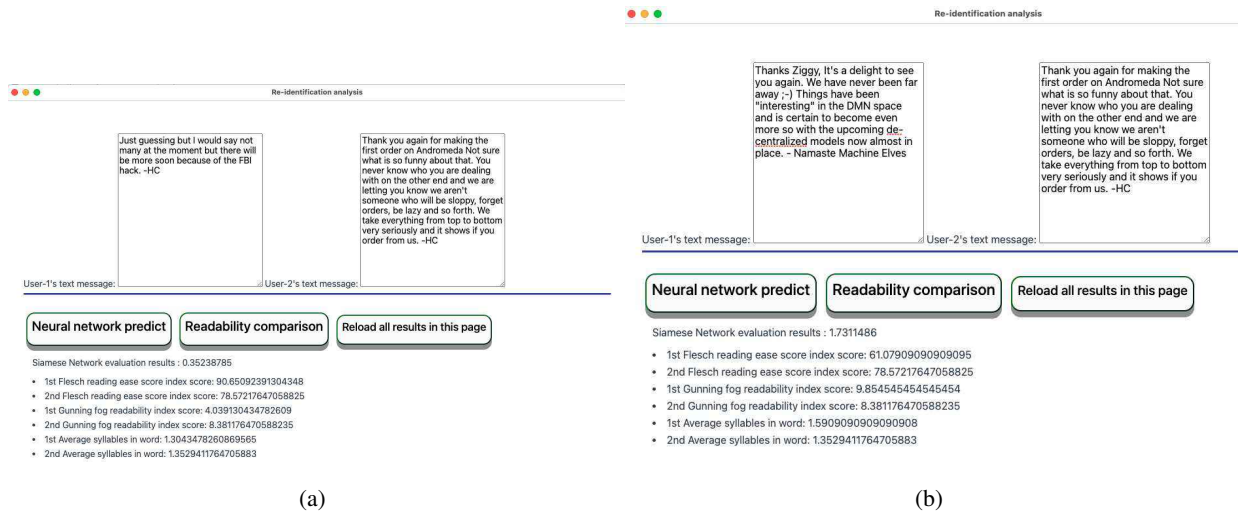 Re-identification analysis
Just guessing but I would say not
many at the moment but there will
be more soon because of the FBI
hack. -HC
Thank you again for making the
first order on Andromeda Not sure
what is so funny about that. You
never know who you are dealing
with on the other end and we are
letting you know we aren't
someone who will be sloppy, forget
orders, be lazy and so forth. We
take everything from top to bottom
very seriously and it shows if you
order from us. -HC
User-1's text message:
User-2's text message:
Neural network predict
Readability comparison
Reload all results in this page
Siamese Network evaluation results : 0.35238785
• 1st Flesch reading ease score index score: 90.65092391304348
• 2nd Flesch reading ease score index score: 78.57217647058825
• 1st Gunning fog readability index score: 4.039130434782609
• 2nd Gunning fog readability index score: 8.381176470588235
• 1st Average syllables in word: 1.3043478260869565
• 2nd Average syllables in word: 1.3529411764705883
(a)
Re-identification analysis
Thanks Ziggy, It's a delight to see
you again. We have never been far
away ;-) Things have been
"interesting" in the DMN space
and is certain to become even
more so with the upcoming de-
centralized models now almost in
place. - Namaste Machine Elves
Thank you again for making the
first order on Andromeda Not sure
what is so funny about that. You
never know who you are dealing
with on the other end and we are
letting you know we aren't
someone who will be sloppy, forget
orders, be lazy and so forth. We
take everything from top to bottom
very seriously and it shows if you
order from us. -HC
User-1's text message:
User-2's text message:
Neural network predict
Readability comparison
Reload all results in this page
Siamese Network evaluation results : 1.7311486
• 1st Flesch reading ease score index score: 61.07909090909095
• 2nd Flesch reading ease score index score: 78.57217647058825
• 1st Gunning fog readability index score: 9.854545454545454
• 2nd Gunning fog readability index score: 8.381176470588235
• 1st Average syllables in word: 1.5909090909090908
• 2nd Average syllables in word: 1.3529411764705883
(b)